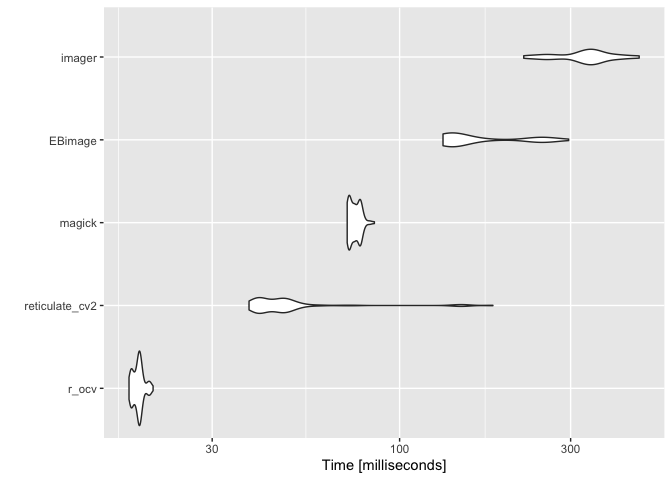 imager
EBimage
magick
reticulate_cv2
r_ocv
30
100
300
Time [milliseconds]